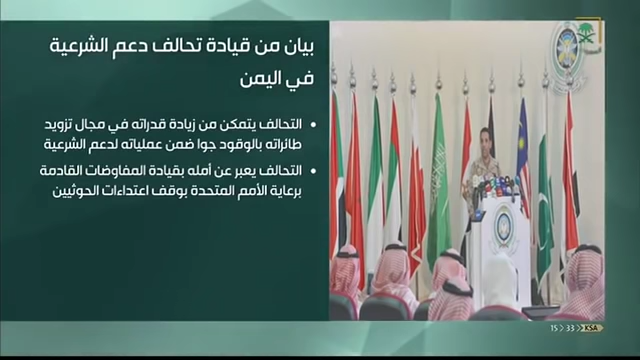 بيان من قيادة تحالف دعم الشرعية
في اليمن
• التحالف يتمكن من زيادة قدراته في مجال تزويد
طائراته بالوقود جوا ضمن عملياته لدعم الشرعية
• التحالف يعبر عن أمله بقيادة المفاوضات القادمة
برعاية الأمم المتحدة بوقف اعتداءات الحوثيين
15 33 KSA